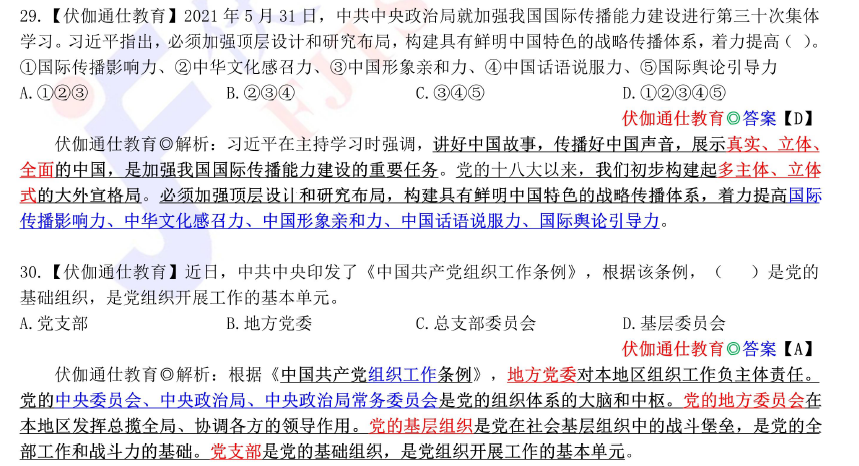 29.【伏伽通仕教育】2021 年 5 月 31 日，中共中央政治局就加强我国国际传播能力建设进行第三十次集体
学习。习近平指出，必须加强顶层设计和研究布局，构建具有鲜明中国特色的战略传播体系，着力提高（ ）。
①国际传播影响力、②中华文化感召力、③中国形象亲和力、④中国话语说服力、⑤国际舆论引导力
A.①②③ B.②③④ C.③④⑤ D.①②③④⑤
伏伽通仕教育◎答案【D】
伏伽通仕教育◎解析：习近平在主持学习时强调，讲好中国故事，传播好中国声音，展示真实、立体、
全面的中国，是加强我国国际传播能力建设的重要任务。党的十八大以来，我们初步构建起多主体、立体
式的大外宣格局。必须加强顶层设计和研究布局，构建具有鲜明中国特色的战略传播体系，着力提高国际
传播影响力、中华文化感召力、中国形象亲和力、中国话语说服力、国际舆论引导力。
30.【伏伽通仕教育】近日，中共中央印发了《中国共产党组织工作条例》，根据该条例，（ ）是党的
基础组织，是党组织开展工作的基本单元。
A.党支部 B.地方党委 C.总支部委员会 D.基层委员会
伏伽通仕教育◎答案【A】
伏伽通仕教育◎解析：根据《中国共产党组织工作条例》，地方党委对本地区组织工作负主体责任。
党的中央委员会、中央政治局、中央政治局常务委员会是党的组织体系的大脑和中枢。党的地方委员会在
本地区发挥总揽全局、协调各方的领导作用。党的基层组织是党在社会基层组织中的战斗堡垒，是党的全
部工作和战斗力的基础。党支部是党的基础组织，是党组织开展工作的基本单元。